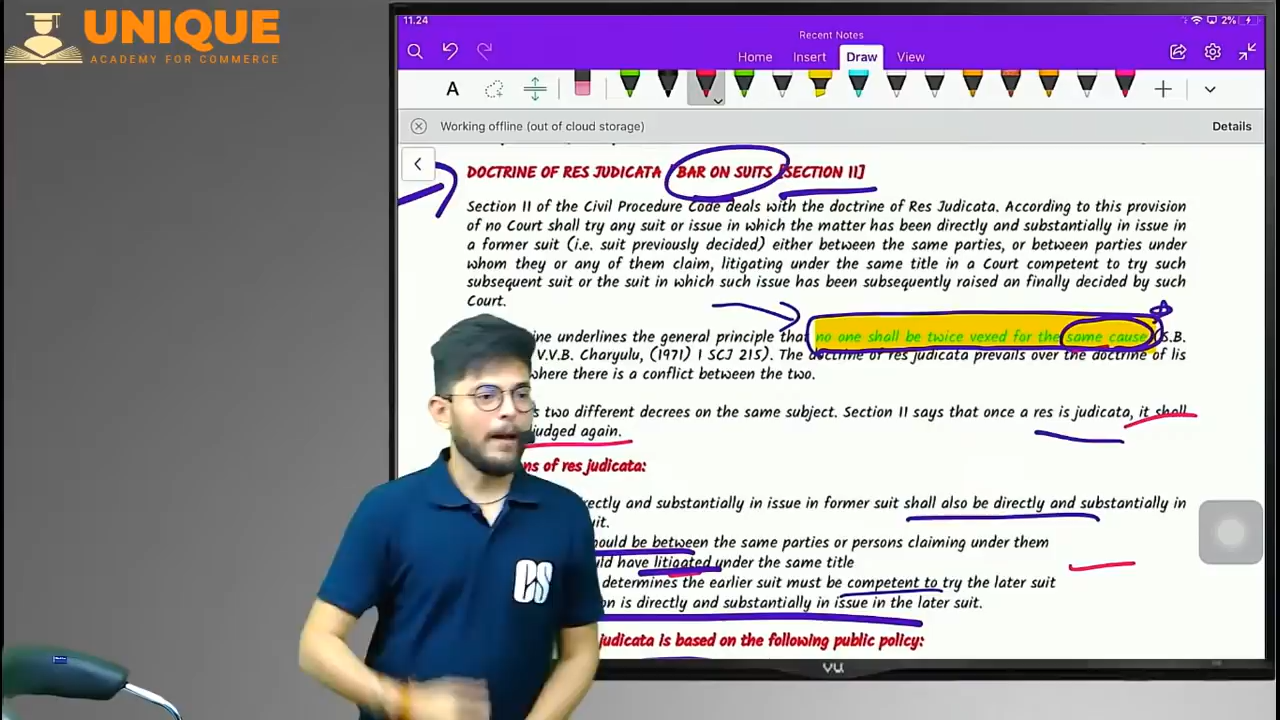 UNIQUE
ACADEMY FOR COMMERCE
11.24
2%
Recent Notes
Home Insert Draw View
A
Working offline (out of cloud storage)
Details
DOCTRINE OF RES JUDICATA [BAR ON SUITS [SECTION 11]
Section 11 of the Civil Procedure Code deals with the doctrine of Res Judicata. According to this provision
of no Court shall try any suit or issue in which the matter has been directly and substantially in issue in
a former suit (i.e. suit previously decided) either between the same parties, or between parties under
whom they or any of them claim, litigating under the same title in a Court competent to try such
subsequent suit or the suit in which such issue has been subsequently raised an finally decided by such
Court.
ine underlines the general principle that no one shall be twice vexed for the same cause (S.B.
V.V.B. Charyulu, (1971) 1 SCJ 215). The doctrine of res judicata prevails over the doctrine of lis
where there is a conflict between the two.
s two different decrees on the same subject. Section 11 says that once a res is judicata, it shall
judged again.
ns of res judicata:
rectly and substantially in issue in former suit shall also be directly and substantially in
uit.
ould be between the same parties or persons claiming under them
uld have litigated under the same title
determines the earlier suit must be competent to try the later suit
on is directly and substantially in issue in the later suit.
judicata is based on the following public policy:
CS
VU